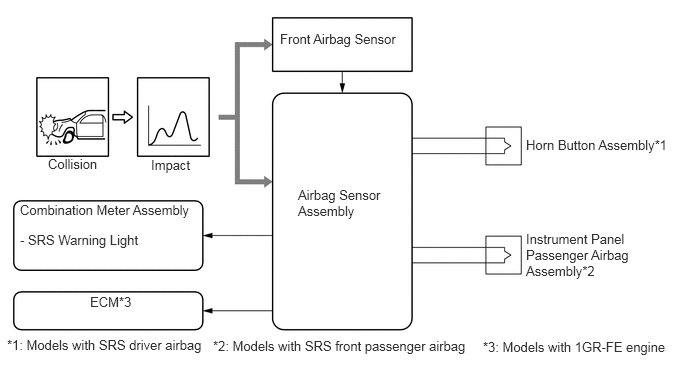 Front Airbag Sensor
Collision
Impact
Airbag Sensor
Assembly
Horn Button Assembly*1
Combination Meter Assembly
- SRS Warning Light
Instrument Panel
Passenger Airbag
Assembly*2
ECM*3
*1: Models with SRS driver airbag *2: Models with SRS front passenger airbag *3: Models with 1GR-FE engine